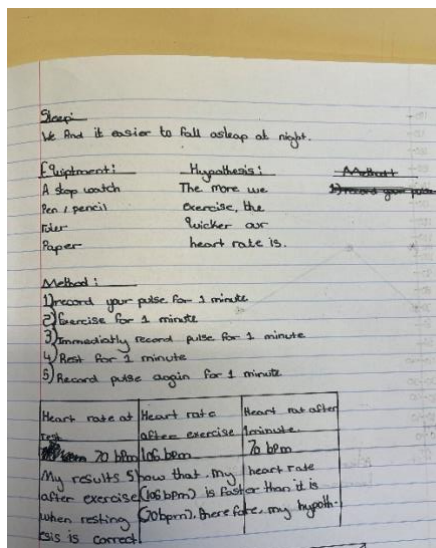 Sleep:
We find it easier to fall asleep at night.
Equiptment: Hypothesis: Method:
A stop watch The more we 1) record your pulse
Pen / pencil exercise, the
ruler Quicker our
Paper heart rate is.
Method:
1) record your pulse for 1 minute
2) Exercise for 1 minute
3) Immediatly record pulse for 1 minute
4) Rest for 1 minute
5) Record pulse again for 1 minute
Heart rate at Heart rate Heart rat after
rest after exercise 1 minute.
70 bpm 106 bpm 70 bpm
My results Show that, my heart rate
after exercise (106 bpm) is faster than it is
when resting (70 bpm). therefore, my hypoth-
esis is correct